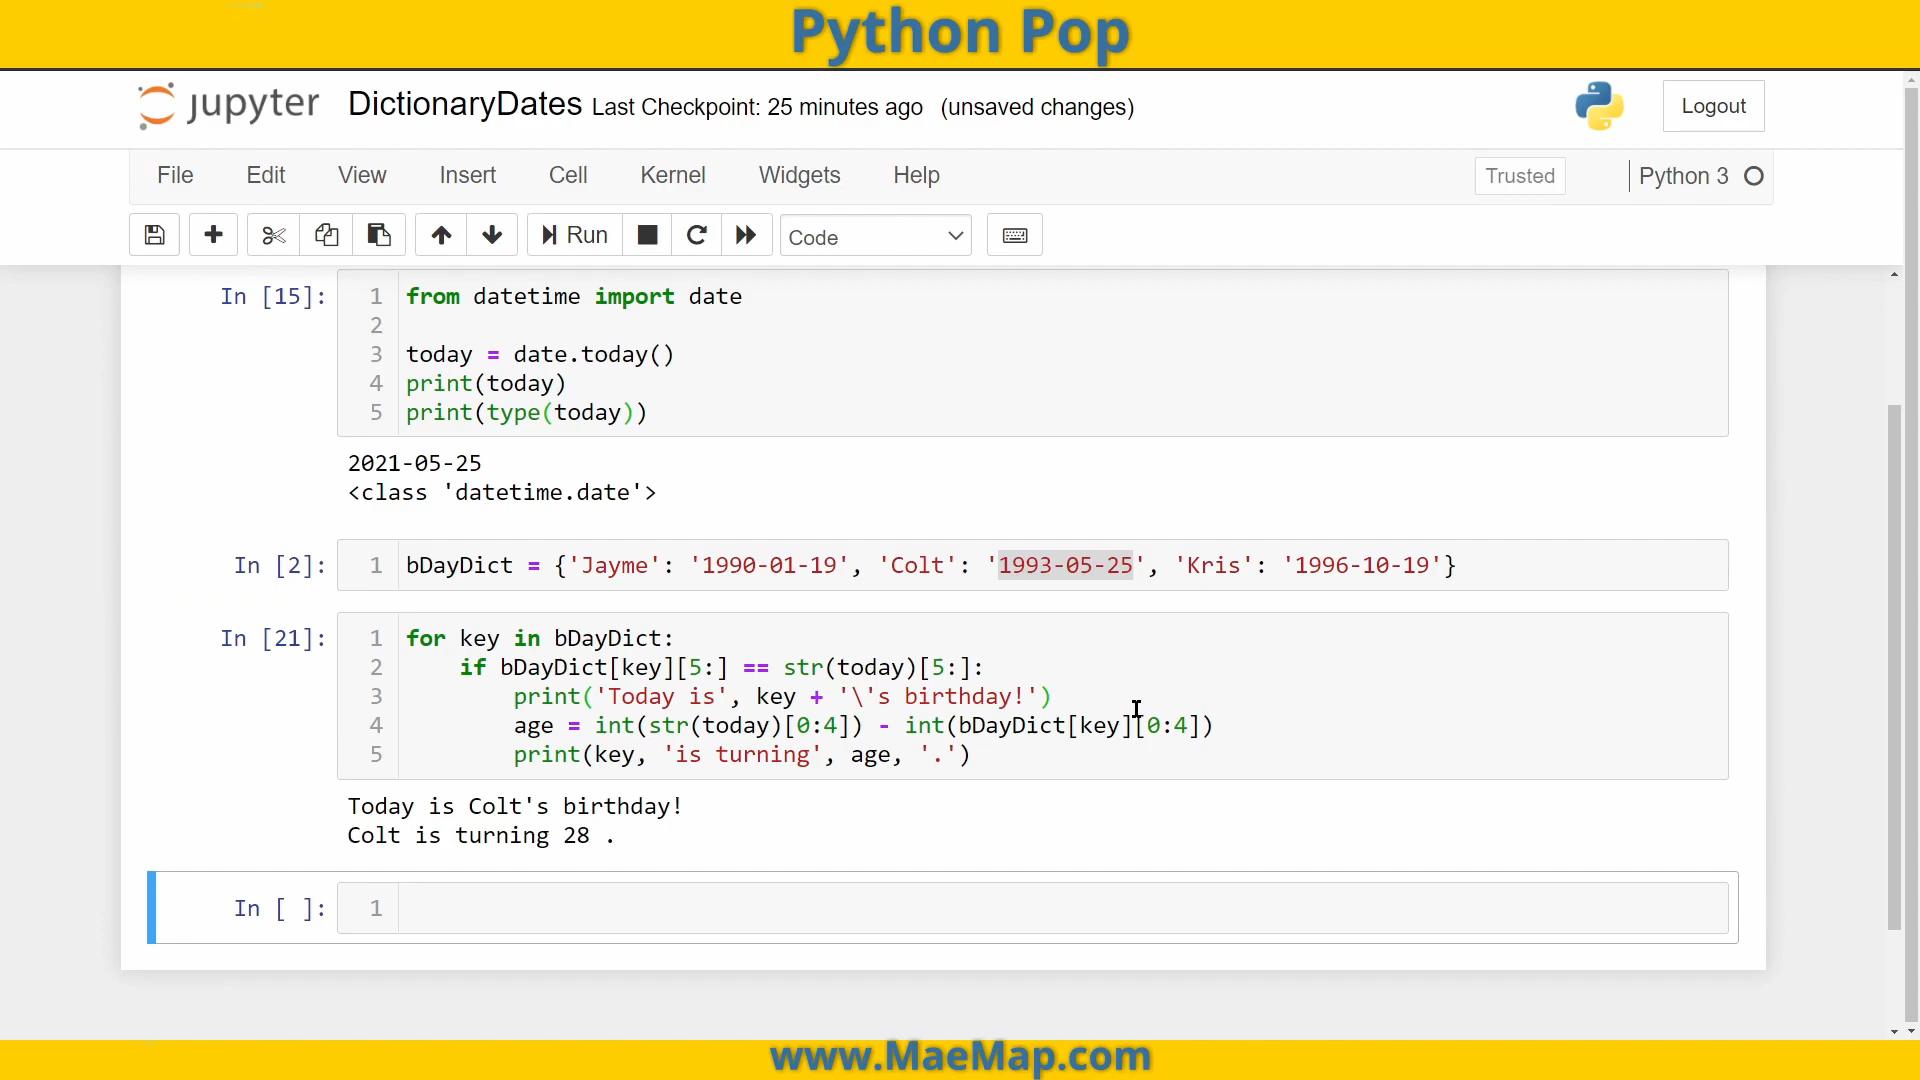 Python Pop
jupyter DictionaryDates Last Checkpoint: 25 minutes ago (unsaved changes) Logout
File Edit View Insert Cell Kernel Widgets Help Trusted Python 3
Run Code
In [15]: 1 from datetime import date
2
3 today = date.today()
4 print(today)
5 print(type(today))
2021-05-25
<class 'datetime.date'>
In [2]: 1 bDayDict = {'Jayme': '1990-01-19', 'Colt': '1993-05-25', 'Kris': '1996-10-19'}
In [21]: 1 for key in bDayDict:
2     if bDayDict[key][5:] == str(today)[5:]:
3         print('Today is', key + '\'s birthday!')
4         age = int(str(today)[0:4]) - int(bDayDict[key][0:4])
5         print(key, 'is turning', age, '.')
Today is Colt's birthday!
Colt is turning 28 .
In [ ]: 1
www.MaeMap.com